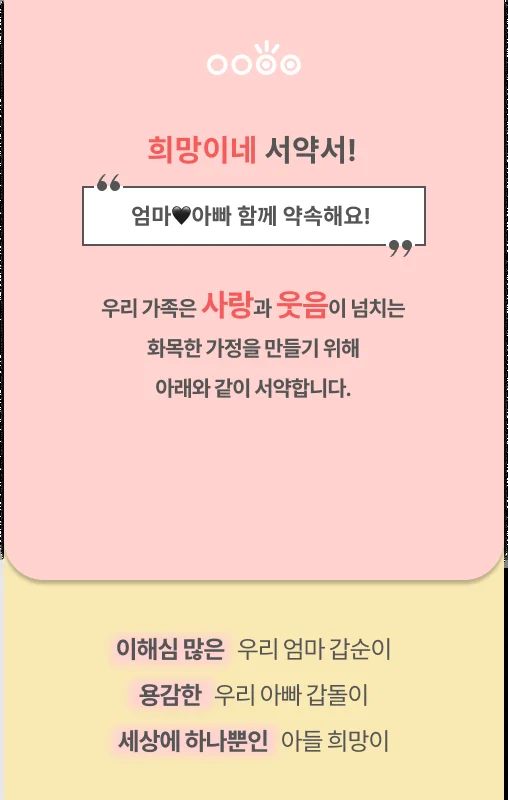 희망이네 서약서!
“엄마🖤아빠 함께 약속해요!”
우리 가족은 사랑과 웃음이 넘치는
화목한 가정을 만들기 위해
아래와 같이 서약합니다.
이해심 많은 우리 엄마 갑순이
용감한 우리 아빠 갑돌이
세상에 하나뿐인 아들 희망이